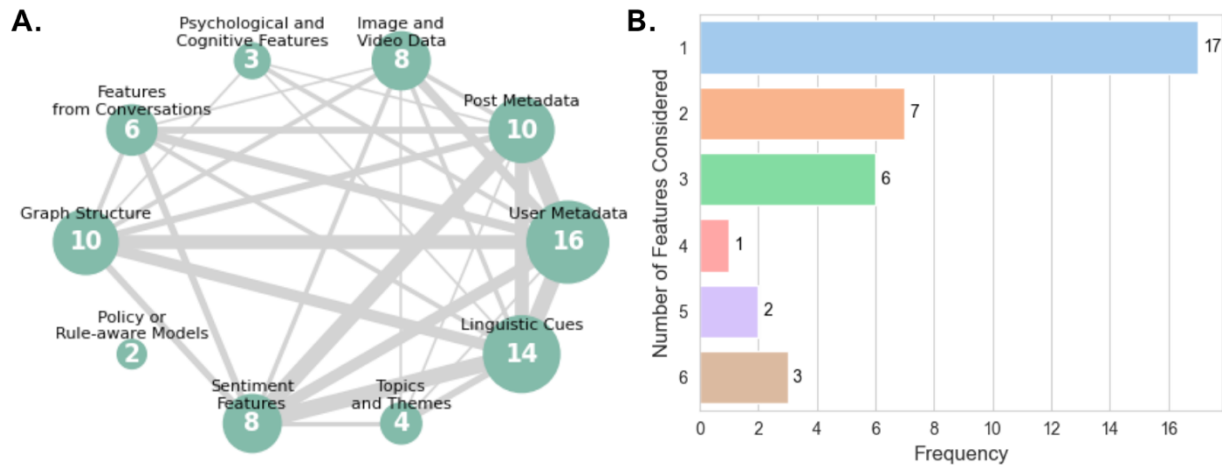 A.
Psychological and
Cognitive Features
3
Image and
Video Data
8
Features
from Conversations
6
Post Metadata
10
Graph Structure
10
User Metadata
16
Policy or
Rule-aware Models
2
Linguistic Cues
14
Sentiment
Features
8
Topics
and Themes
4
B.
Number of Features Considered
1
17
2
7
3
6
4
1
5
2
6
3
0 2 4 6 8 10 12 14 16
Frequency